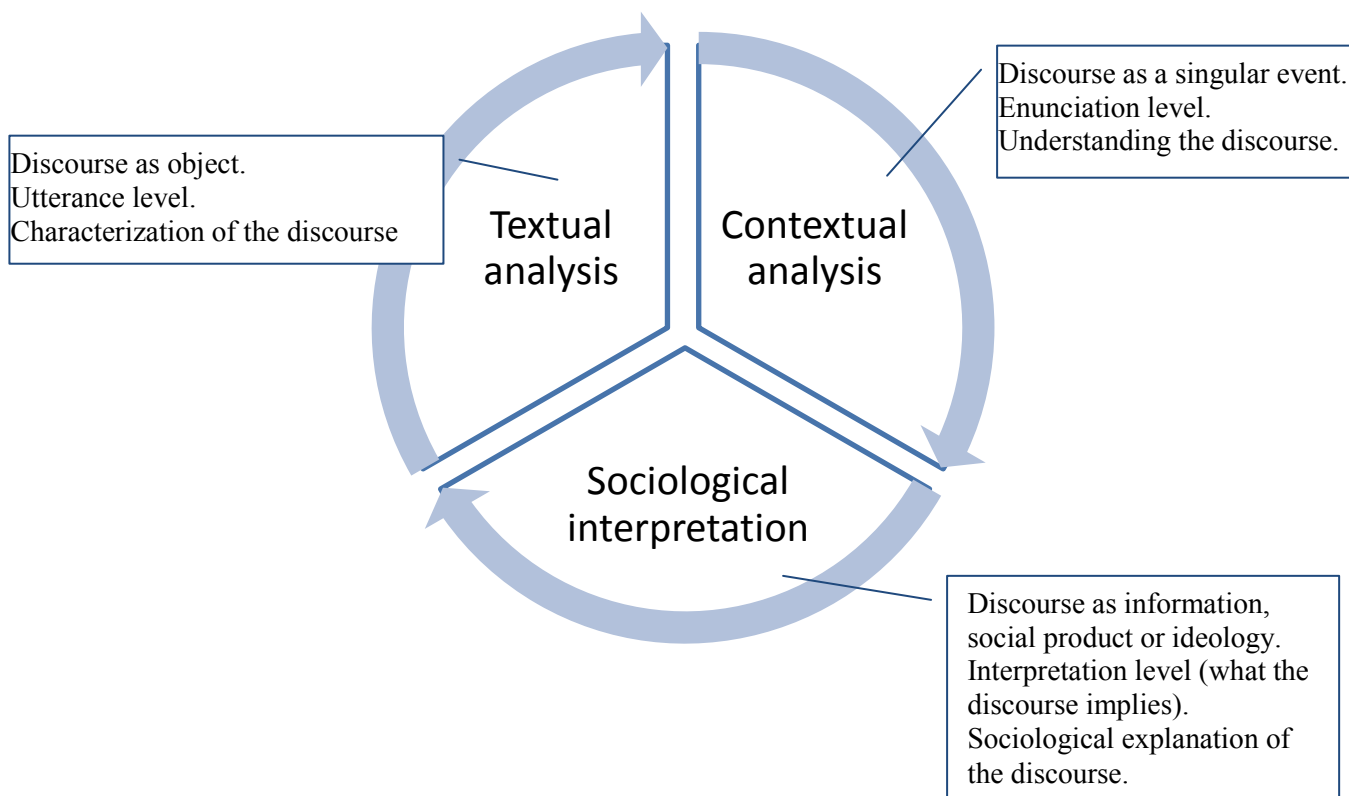 Discourse as object.
Utterance level.
Characterization of the discourse
Textual
analysis
Contextual
analysis
Discourse as a singular event.
Enunciation level.
Understanding the discourse.
Sociological
interpretation
Discourse as information,
social product or ideology.
Interpretation level (what the
discourse implies).
Sociological explanation of
the discourse.